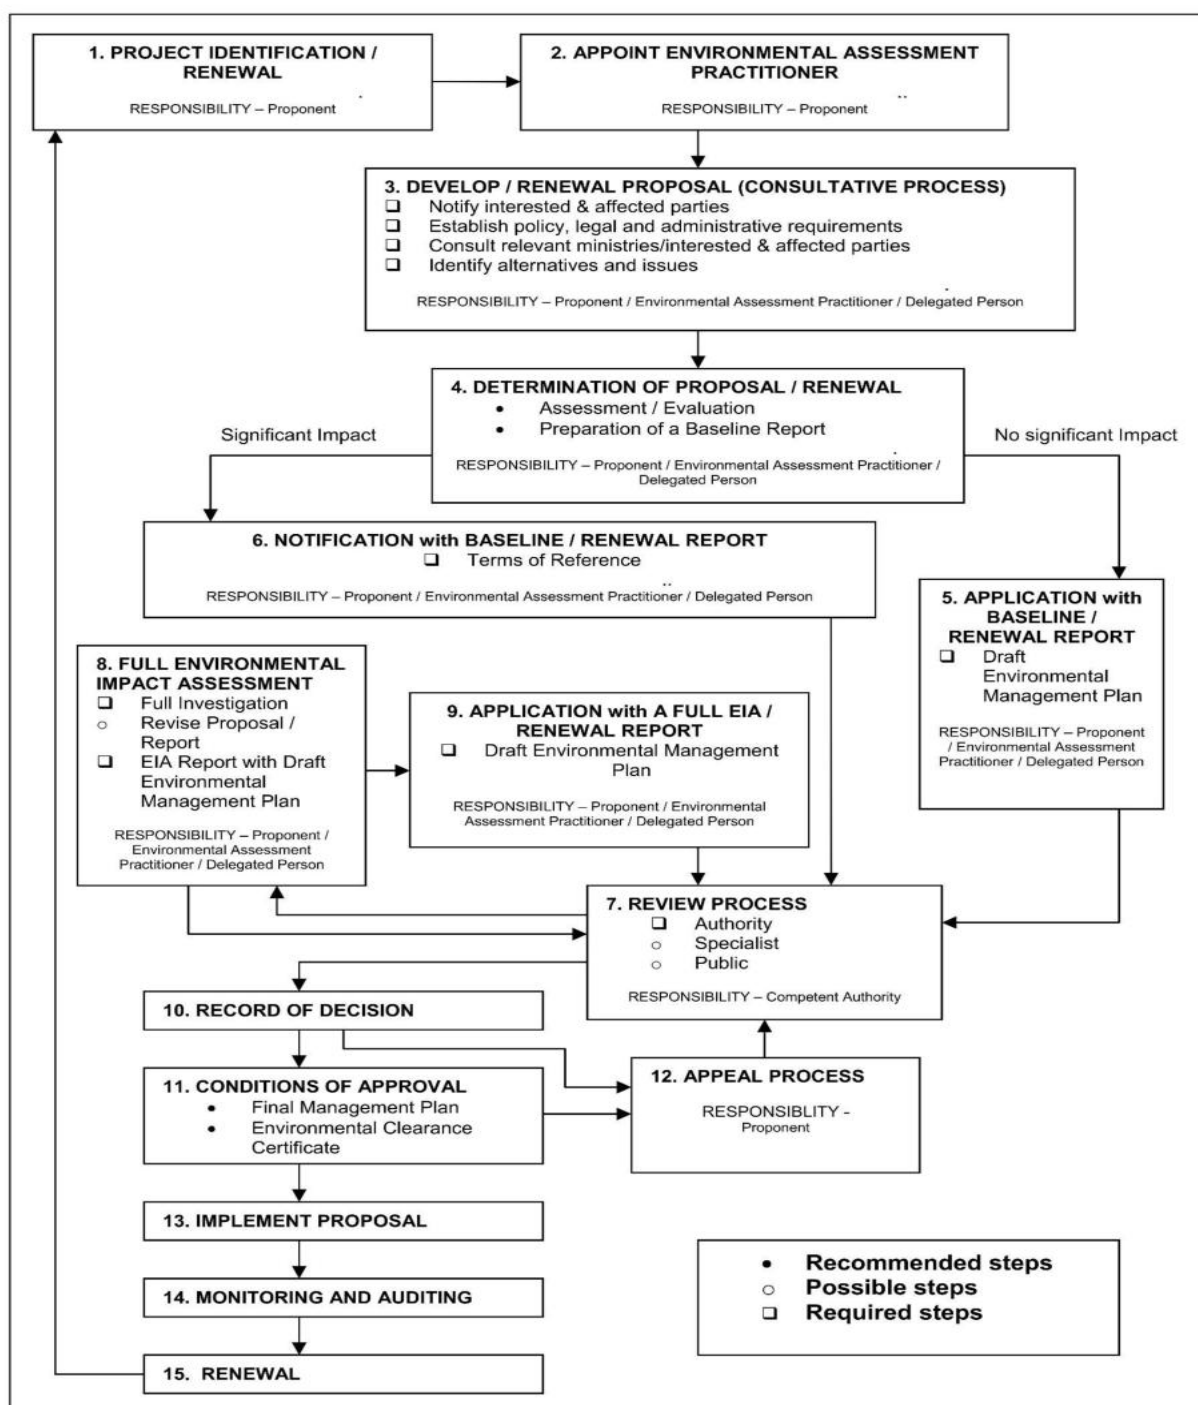 1. PROJECT IDENTIFICATION /
RENEWAL
RESPONSIBILITY – Proponent
2. APPOINT ENVIRONMENTAL ASSESSMENT
PRACTITIONER
RESPONSIBILITY – Proponent
3. DEVELOP / RENEWAL PROPOSAL (CONSULTATIVE PROCESS)
❑ Notify interested & affected parties
❑ Establish policy, legal and administrative requirements
❑ Consult relevant ministries/interested & affected parties
❑ Identify alternatives and issues
RESPONSIBILITY – Proponent / Environmental Assessment Practitioner / Delegated Person
4. DETERMINATION OF PROPOSAL / RENEWAL
• Assessment / Evaluation
• Preparation of a Baseline Report
RESPONSIBILITY – Proponent / Environmental Assessment Practitioner /
Delegated Person
Significant Impact
No significant Impact
6. NOTIFICATION with BASELINE / RENEWAL REPORT
❑ Terms of Reference
RESPONSIBILITY – Proponent / Environmental Assessment Practitioner / Delegated Person
5. APPLICATION with
BASELINE /
RENEWAL REPORT
❑ Draft
Environmental
Management Plan
RESPONSIBILITY – Proponent
/ Environmental Assessment
Practitioner / Delegated Person
8. FULL ENVIRONMENTAL
IMPACT ASSESSMENT
❑ Full Investigation
○ Revise Proposal /
Report
❑ EIA Report with Draft
Environmental
Management Plan
RESPONSIBILITY – Proponent /
Environmental Assessment
Practitioner / Delegated Person
9. APPLICATION with A FULL EIA /
RENEWAL REPORT
❑ Draft Environmental Management
Plan
RESPONSIBILITY – Proponent / Environmental
Assessment Practitioner / Delegated Person
7. REVIEW PROCESS
❑ Authority
○ Specialist
○ Public
RESPONSIBILITY – Competent Authority
10. RECORD OF DECISION
11. CONDITIONS OF APPROVAL
• Final Management Plan
• Environmental Clearance
Certificate
12. APPEAL PROCESS
RESPONSIBLITY -
Proponent
13. IMPLEMENT PROPOSAL
14. MONITORING AND AUDITING
15. RENEWAL
• Recommended steps
○ Possible steps
❑ Required steps